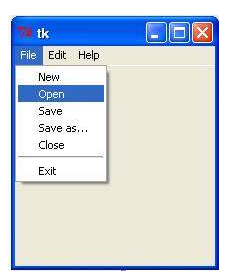 tk
File Edit Help
New
Open
Save
Save as...
Close
Exit